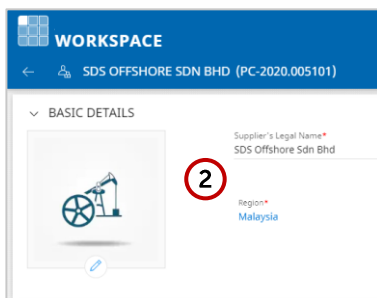 WORKSPACE
← SDS OFFSHORE SDN BHD (PC-2020.005101)
BASIC DETAILS
Supplier's Legal Name*
SDS Offshore Sdn Bhd
2
Region*
Malaysia